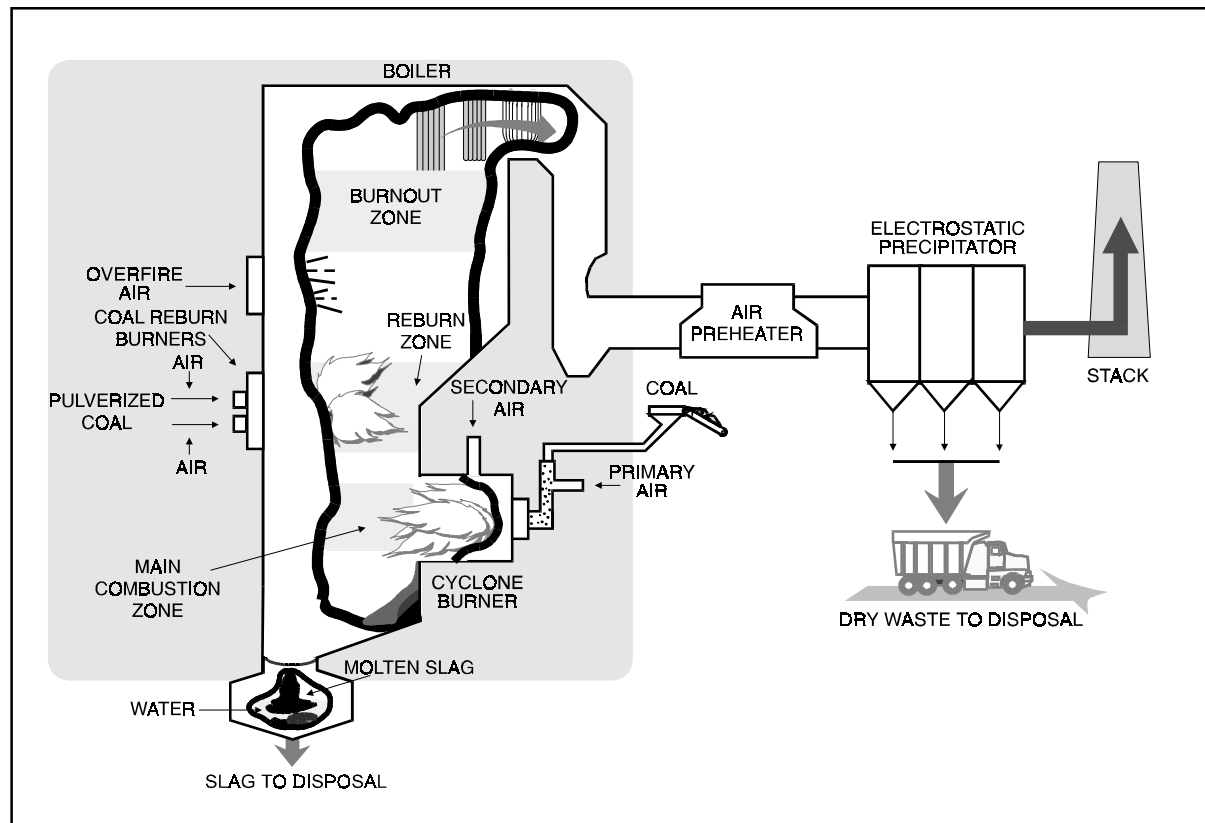 BOILER
BURNOUT
ZONE
OVERFIRE
AIR
COAL REBURN
BURNERS
AIR
PULVERIZED
COAL
AIR
REBURN
ZONE
SECONDARY
AIR
COAL
PRIMARY
AIR
MAIN
COMBUSTION
ZONE
CYCLONE
BURNER
MOLTEN SLAG
WATER
SLAG TO DISPOSAL
AIR
PREHEATER
ELECTROSTATIC
PRECIPITATOR
STACK
DRY WASTE TO DISPOSAL